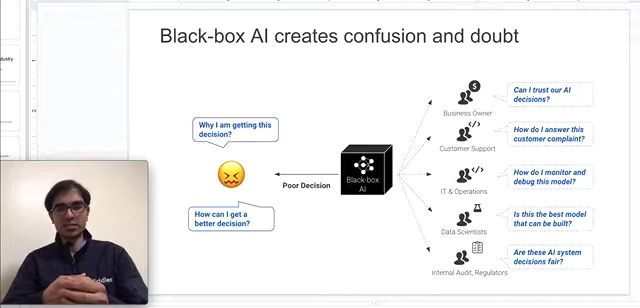 dustry
1
2
Black-box AI creates confusion and doubt
Why I am getting this
decision?
How can I get a
better decision?
Poor Decision
Black-box
AI
$
Business Owner
Can I trust our AI
decisions?
</>
Customer Support
How do I answer this
customer complaint?
</>
IT & Operations
How do I monitor and
debug this model?
Data Scientists
Is this the best model
that can be built?
Internal Audit, Regulators
Are these AI system
decisions fair?